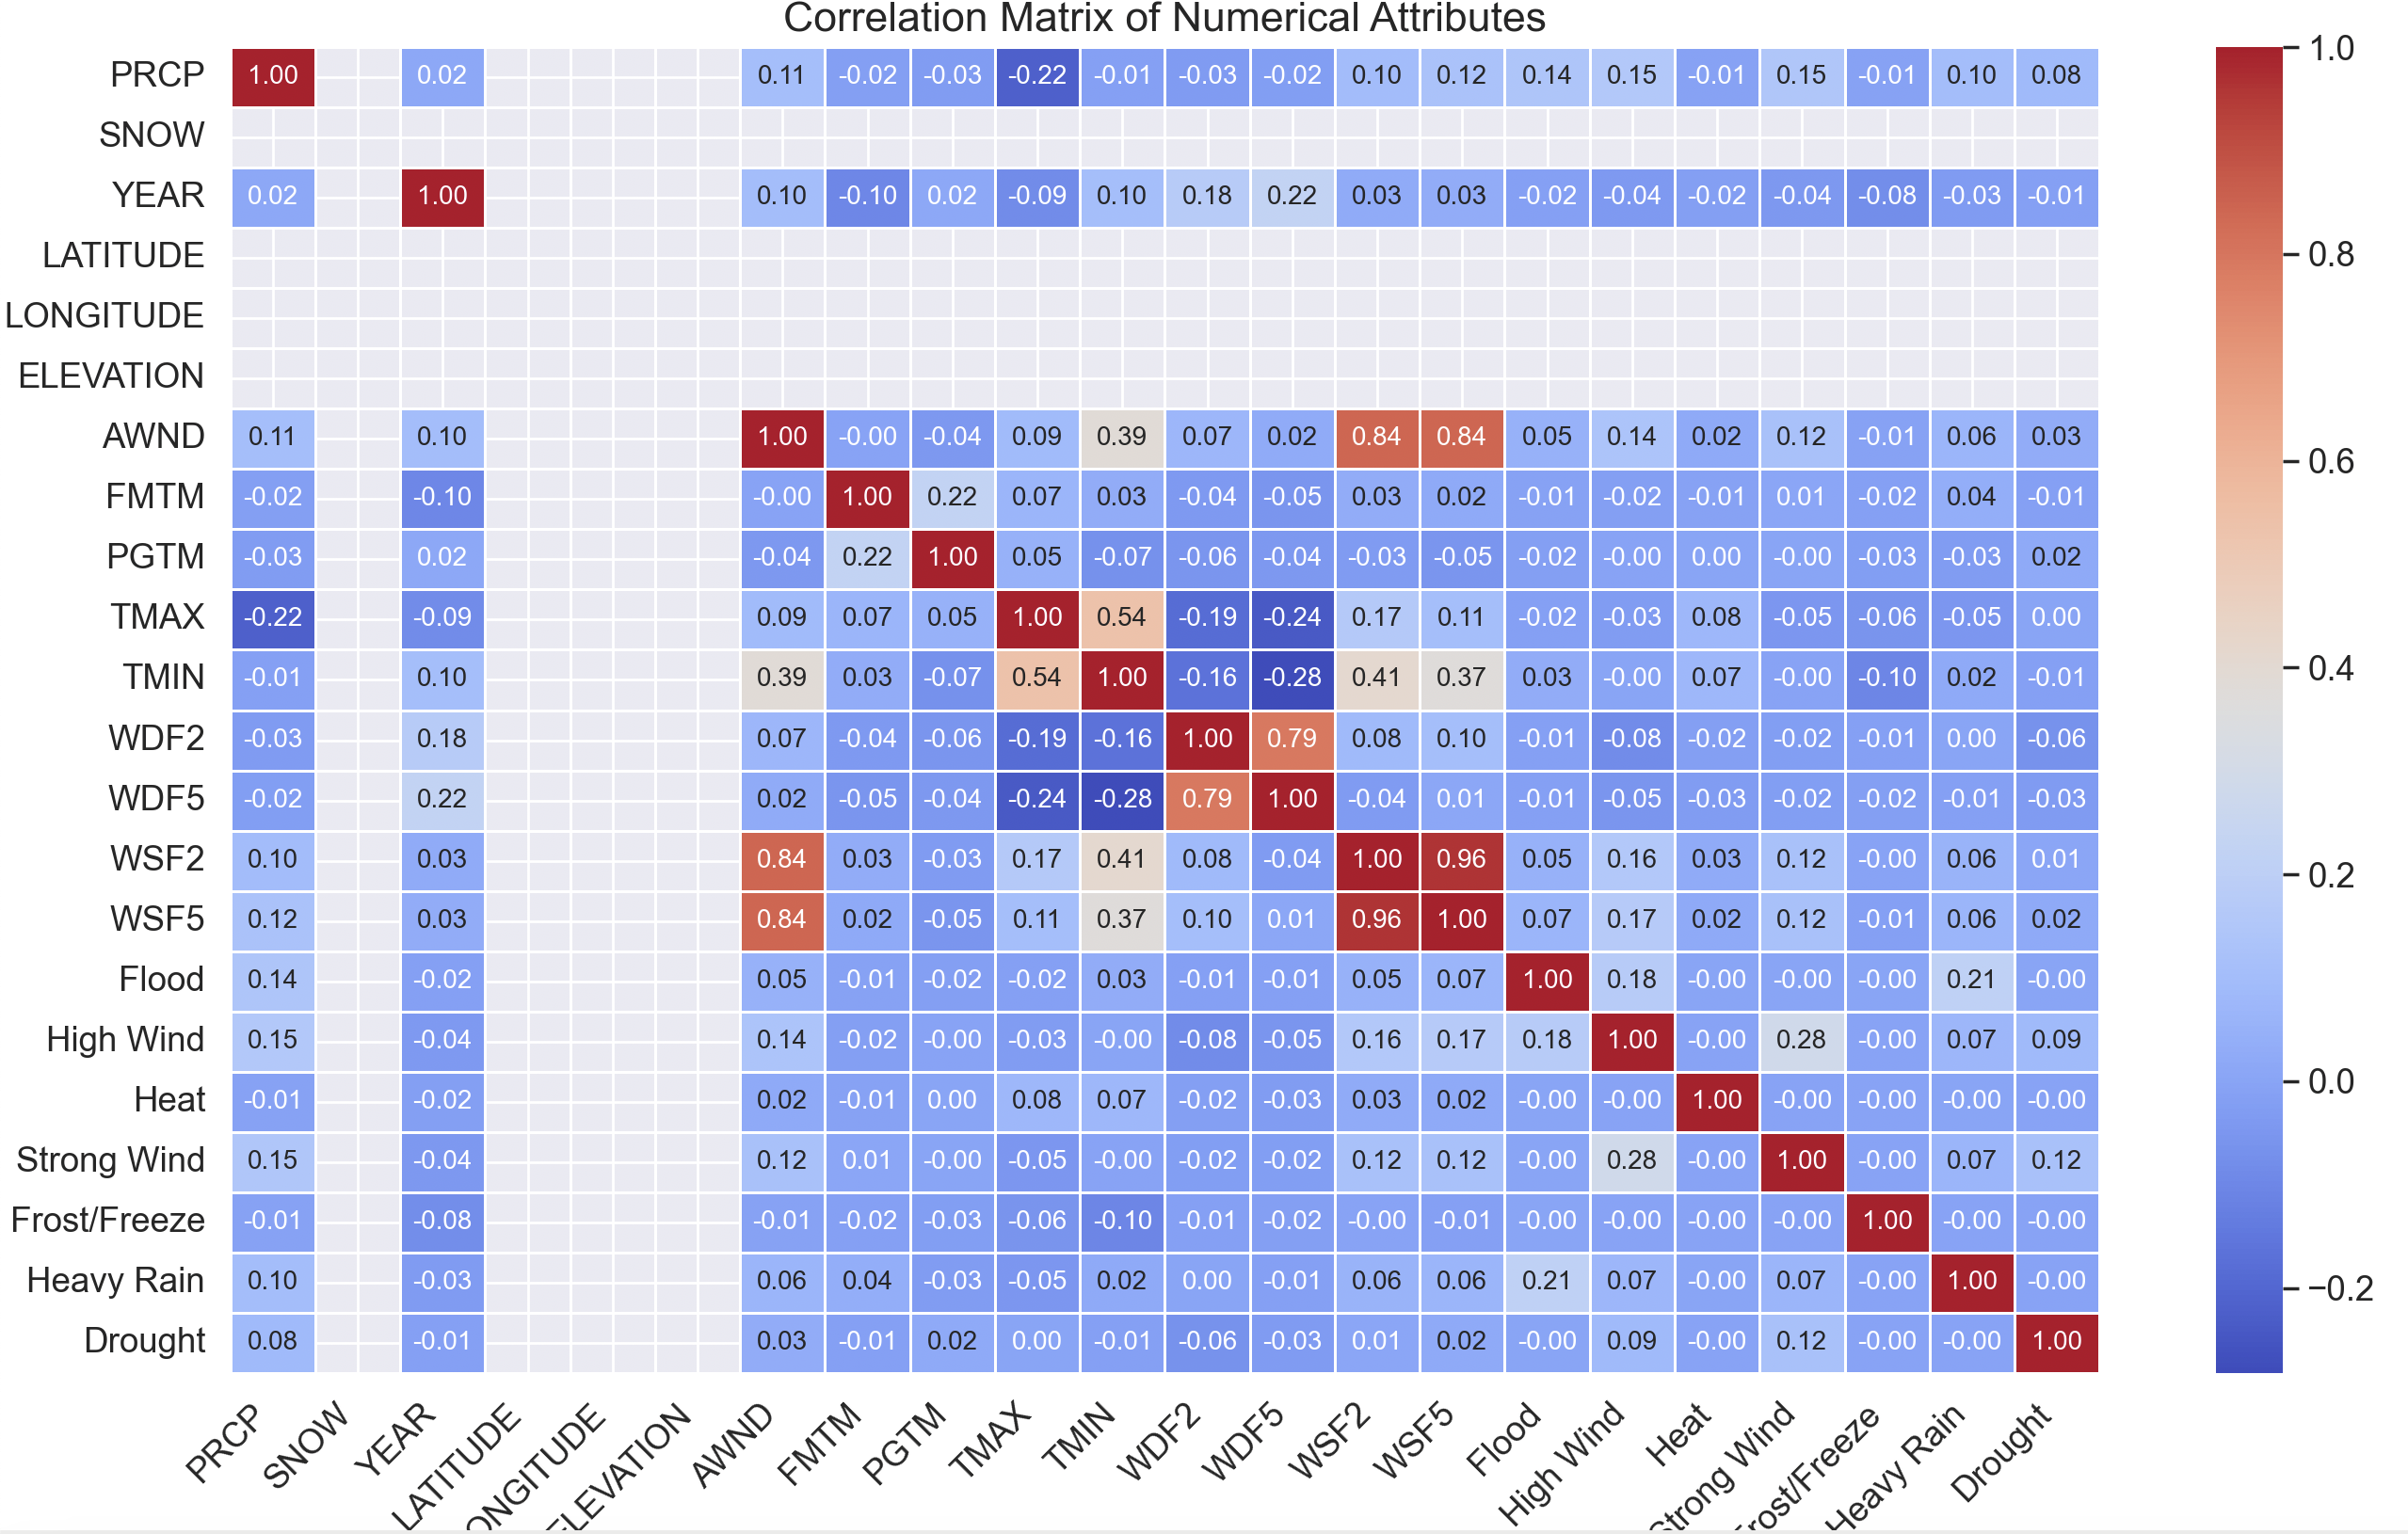 Correlation Matrix of Numerical Attributes
PRCP 1.00 0.02 0.11 -0.02 -0.03 -0.22 -0.01 -0.03 -0.02 0.10 0.12 0.14 0.15 -0.01 0.15 -0.01 0.10 0.08
SNOW
YEAR 0.02 1.00 0.10 -0.10 0.02 -0.09 0.10 0.18 0.22 0.03 0.03 -0.02 -0.04 -0.02 -0.04 -0.08 -0.03 -0.01
LATITUDE
LONGITUDE
ELEVATION
AWND 0.11 0.10 1.00 -0.00 -0.04 0.09 0.39 0.07 0.02 0.84 0.84 0.05 0.14 0.02 0.12 -0.01 0.06 0.03
FMTM -0.02 -0.10 -0.00 1.00 0.22 0.07 0.03 -0.04 -0.05 0.03 0.02 -0.01 -0.02 -0.01 0.01 -0.02 0.04 -0.01
PGTM -0.03 0.02 -0.04 0.22 1.00 0.05 -0.07 -0.06 -0.04 -0.03 -0.05 -0.02 -0.00 0.00 -0.00 -0.03 -0.03 0.02
TMAX -0.22 -0.09 0.09 0.07 0.05 1.00 0.54 -0.19 -0.24 0.17 0.11 -0.02 -0.03 0.08 -0.05 -0.06 -0.05 0.00
TMIN -0.01 0.10 0.39 0.03 -0.07 0.54 1.00 -0.16 -0.28 0.41 0.37 0.03 -0.00 0.07 -0.00 -0.10 0.02 -0.01
WDF2 -0.03 0.18 0.07 -0.04 -0.06 -0.19 -0.16 1.00 0.79 0.08 0.10 -0.01 -0.08 -0.02 -0.02 -0.01 0.00 -0.06
WDF5 -0.02 0.22 0.02 -0.05 -0.04 -0.24 -0.28 0.79 1.00 -0.04 0.01 -0.01 -0.05 -0.03 -0.02 -0.02 -0.01 -0.03
WSF2 0.10 0.03 0.84 0.03 -0.03 0.17 0.41 0.08 -0.04 1.00 0.96 0.05 0.16 0.03 0.12 -0.00 0.06 0.01
WSF5 0.12 0.03 0.84 0.02 -0.05 0.11 0.37 0.10 0.01 0.96 1.00 0.07 0.17 0.02 0.12 -0.01 0.06 0.02
Flood 0.14 -0.02 0.05 -0.01 -0.02 -0.02 0.03 -0.01 -0.01 0.05 0.07 1.00 0.18 -0.00 -0.00 -0.00 0.21 -0.00
High Wind 0.15 -0.04 0.14 -0.02 -0.00 -0.03 -0.00 -0.08 -0.05 0.16 0.17 0.18 1.00 -0.00 0.28 -0.00 0.07 0.09
Heat -0.01 -0.02 0.02 -0.01 0.00 0.08 0.07 -0.02 -0.03 0.03 0.02 -0.00 -0.00 1.00 -0.00 -0.00 -0.00 -0.00
Strong Wind 0.15 -0.04 0.12 0.01 -0.00 -0.05 -0.00 -0.02 -0.02 0.12 0.12 -0.00 0.28 -0.00 1.00 -0.00 0.07 0.12
Frost/Freeze -0.01 -0.08 -0.01 -0.02 -0.03 -0.06 -0.10 -0.01 -0.02 -0.00 -0.01 -0.00 -0.00 -0.00 -0.00 1.00 -0.00 -0.00
Heavy Rain 0.10 -0.03 0.06 0.04 -0.03 -0.05 0.02 0.00 -0.01 0.06 0.06 0.21 0.07 -0.00 0.07 -0.00 1.00 -0.00
Drought 0.08 -0.01 0.03 -0.01 0.02 0.00 -0.01 -0.06 -0.03 0.01 0.02 -0.00 0.09 -0.00 0.12 -0.00 -0.00 1.00
PRCP SNOW YEAR LATITUDE ONGITUDE ELEVATION AWND FMTM PGTM TMAX TMIN WDF2 WDF5 WSF2 WSF5 Flood High Wind Heat Strong Wind rost/Freeze Heavy Rain Drought
1.0
0.8
0.6
0.4
0.2
0.0
−0.2